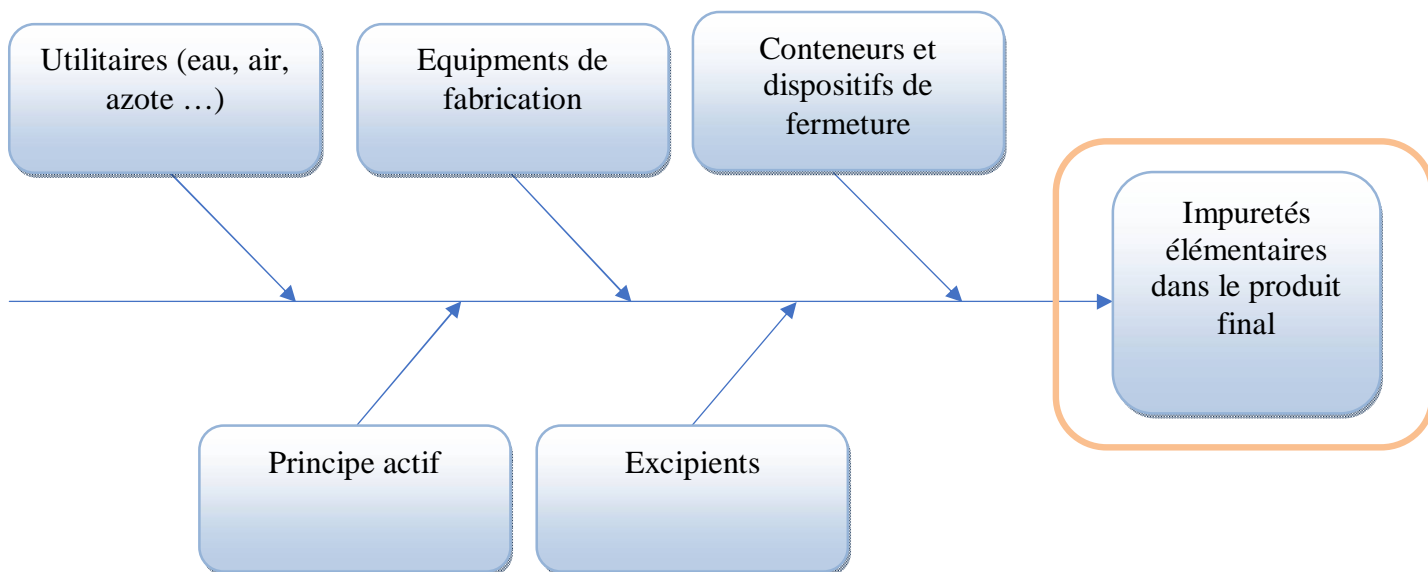 Utilitaires (eau, air,
azote …)
Equipments de
fabrication
Conteneurs et
dispositifs de
fermeture
Impuretés
élémentaires
dans le produit
final
Principe actif
Excipients